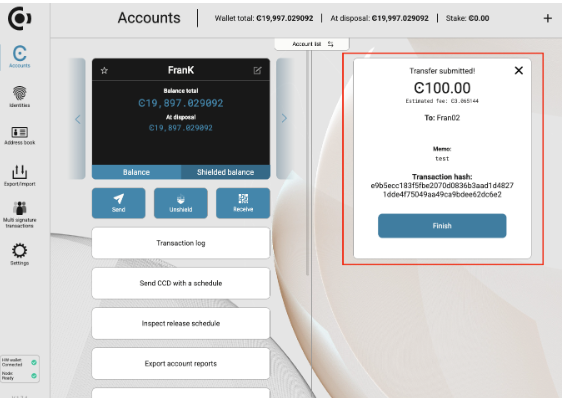 Accounts
Wallet total: Ͼ19,997.029092 | At disposal: Ͼ19,997.029092 | Stake: Ͼ0.00
+
Account list
Accounts
Identities
Address book
Export/Import
Multi signature
transactions
Settings
HW wallet:
Connected
Node:
Ready
FranK
Balance total
Ͼ19,897.029092
At disposal
Ͼ19,897.029092
Balance
Shielded balance
Send
Unshield
Receive
Transaction log
Send CCD with a schedule
Inspect release schedule
Export account reports
Transfer submitted!
Ͼ100.00
Estimated fee: Ͼ3.065144
To: Fran02
Memo:
test
Transaction hash:
e9b5ecc183f5fbe2070d0836b3aad1d4827
1dde4f75049aa49ca9bdee62dc6e2
Finish